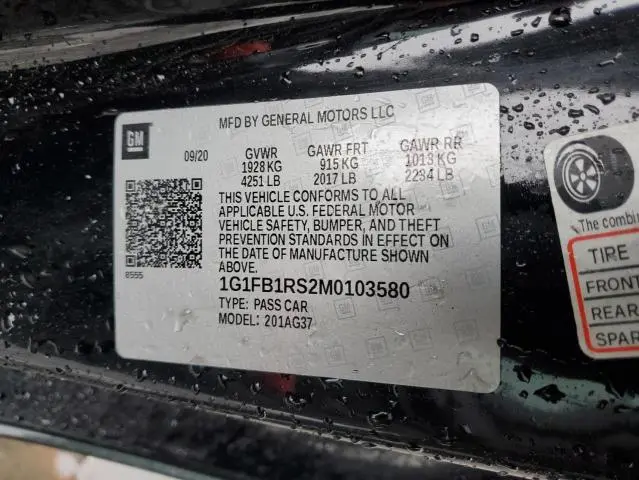 MFD BY GENERAL MOTORS LLC
GM
09/20 GVWR GAWR FRT GAWR RR
1928 KG 915 KG 1013 KG
4251 LB 2017 LB 2234 LB
THIS VEHICLE CONFORMS TO ALL
APPLICABLE U.S. FEDERAL MOTOR
VEHICLE SAFETY, BUMPER, AND THEFT
PREVENTION STANDARDS IN EFFECT ON
THE DATE OF MANUFACTURE SHOWN
ABOVE.
8555
1G1FB1RS2M0103580
TYPE: PASS CAR
MODEL: 201AG37
The combi
TIRE
FRONT
REAR
SPAR